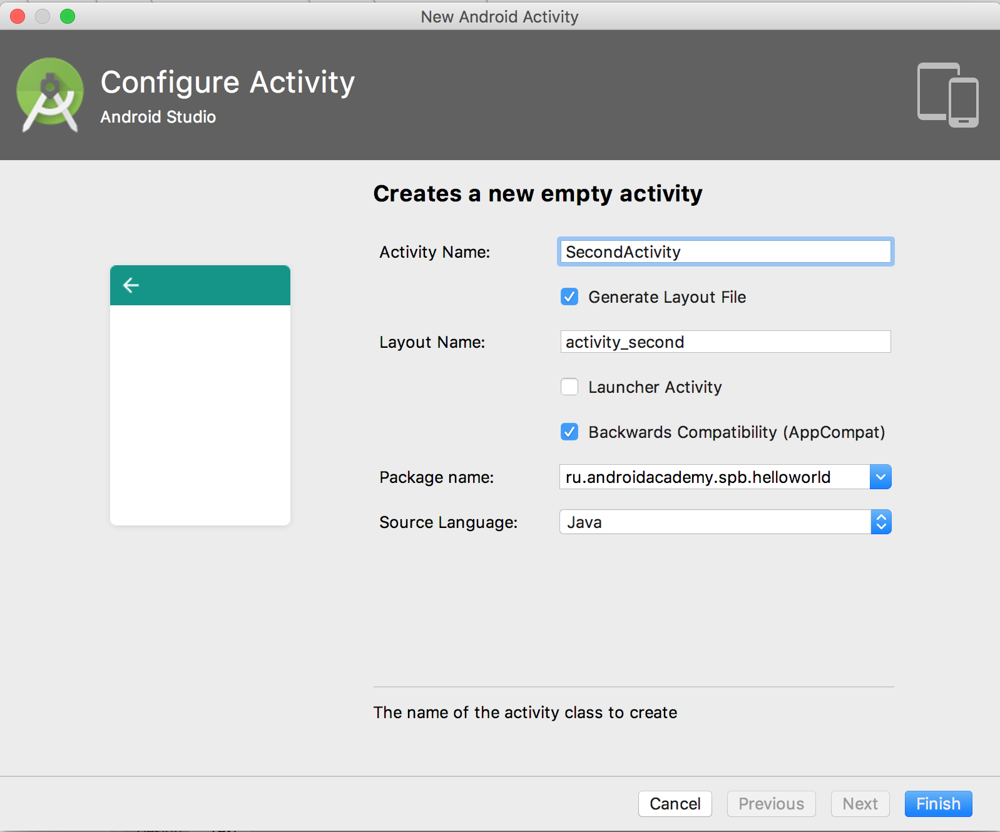 New Android Activity
Configure Activity
Android Studio
Creates a new empty activity
Activity Name: SecondActivity
Generate Layout File
Layout Name: activity_second
Launcher Activity
Backwards Compatibility (AppCompat)
Package name: ru.androidacademy.spb.helloworld
Source Language: Java
The name of the activity class to create
Cancel Previous Next Finish